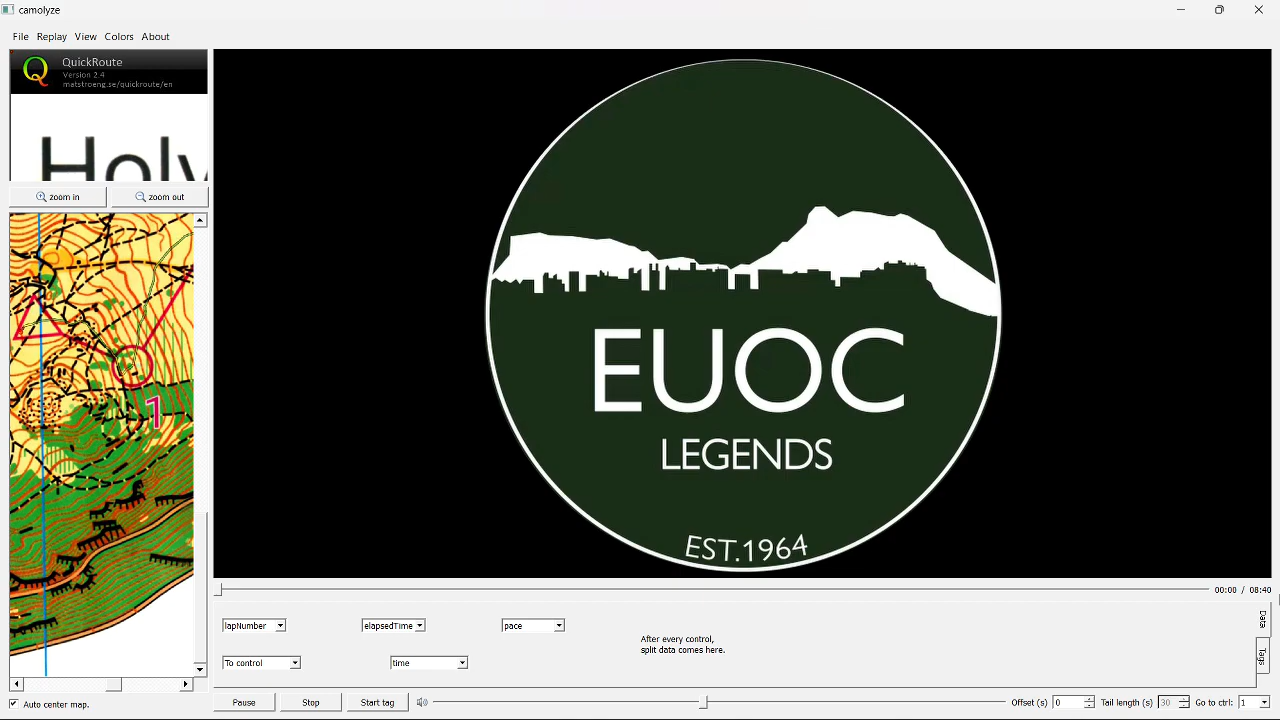 camolyze
File Replay View Colors About
QuickRoute
Version 2.4
matstroeng.se/quickroute/en
Holy
zoom in
zoom out
1
EUOC
LEGENDS
EST.1964
00:00 / 08:40
lapNumber
elapsedTime
pace
To control
time
After every control,
split data comes here.
Data
Tags
Auto center map.
Pause
Stop
Start tag
Offset (s) 0
Tail length (s) 30
Go to ctrl: 1